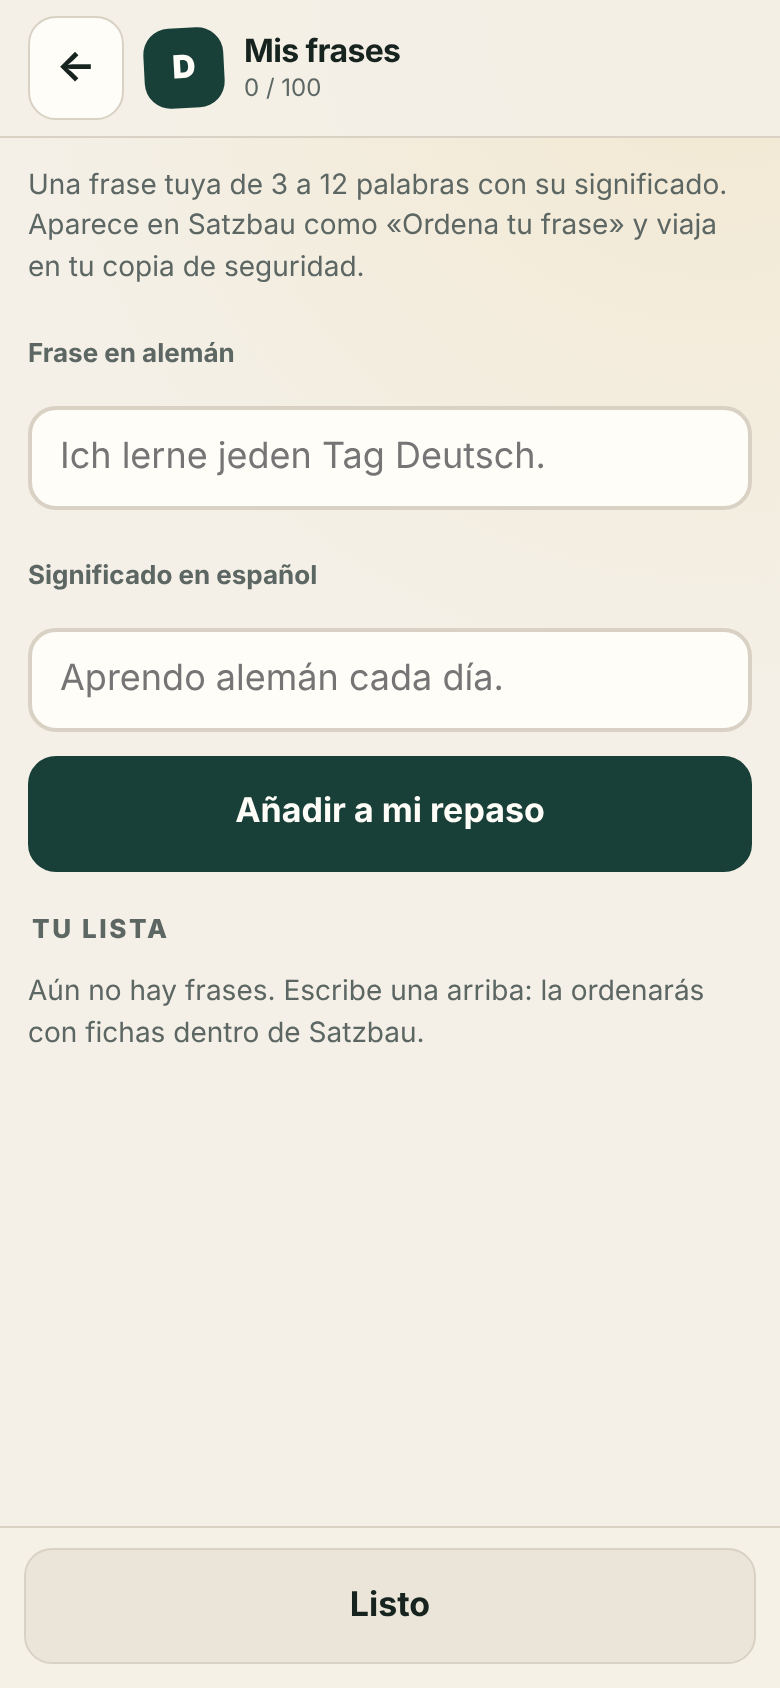 D
Mis frases
0 / 100
Una frase tuya de 3 a 12 palabras con su significado.
Aparece en Satzbau como «Ordena tu frase» y viaja
en tu copia de seguridad.
Frase en alemán
Ich lerne jeden Tag Deutsch.
Significado en español
Aprendo alemán cada día.
Añadir a mi repaso
TU LISTA
Aún no hay frases. Escribe una arriba: la ordenarás
con fichas dentro de Satzbau.
Listo